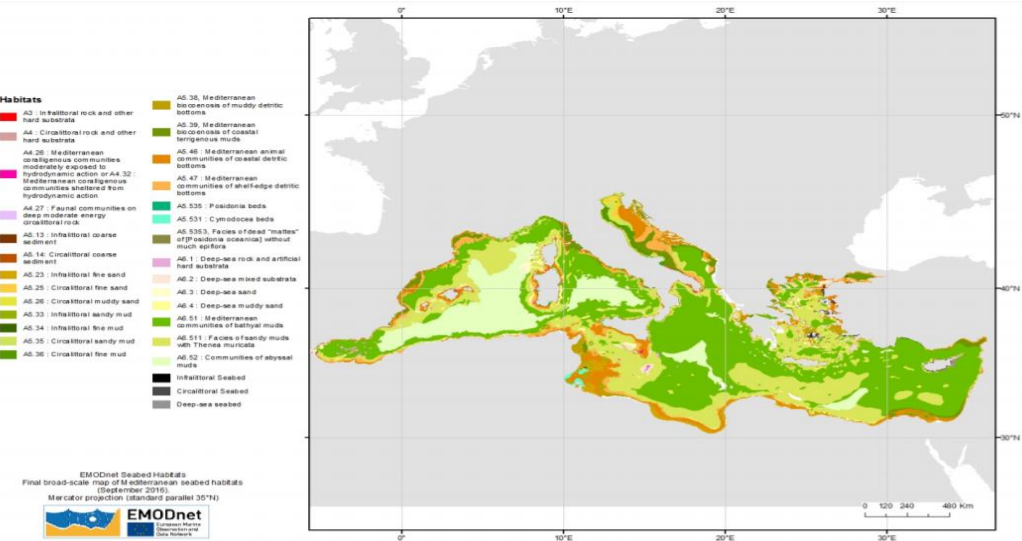 0°
10°E
20°E
30°E
Habitats
A3 : Infralittoral rock and other
hard substrata
A4 : Circalittoral rock and other
hard substrata
A4.26 : Mediterranean
coralligenous communities
moderately exposed to
hydrodynamic action or A4.32 :
Mediterranean coralligenous
communities sheltered from
hydrodynamic action
A4.27 : Faunal communities on
deep moderate energy
circalittoral rock
A5.13 : Infralittoral coarse
sediment
A5.14: Circalittoral coarse
sediment
A5.23 : Infralittoral fine sand
A5.25 : Circalittoral fine sand
A5.26 : Circalittoral muddy sand
A5.33 : Infralittoral sandy mud
A5.34 : Infralittoral fine mud
A5.35 : Circalittoral sandy mud
A5.36 : Circalittoral fine mud
A5.38, Mediterranean
biocoenosis of muddy detritic
bottoms
A5.39, Mediterranean
biocoenosis of coastal
terrigenous muds
A5.46 : Mediterranean animal
communities of coastal detritic
bottoms
A5.47 : Mediterranean
communities of shelf-edge detritic
bottoms
A5.535 : Posidonia beds
A5.531 : Cymodocea beds
A5.5353, Facies of dead "mattes"
of [Posidonia oceanica] without
much epiflora
A6.1 : Deep-sea rock and artificial
hard substrata
A6.2 : Deep-sea mixed substrata
A6.3 : Deep-sea sand
A6.4 : Deep-sea muddy sand
A6.51 : Mediterranean
communities of bathyal muds
A6.511 : Facies of sandy muds
with Thenea muricata
A6.52 : Communities of abyssal
muds
Infralittoral Seabed
Circalittoral Seabed
Deep-sea seabed
50°N
40°N
30°N
EMODnet Seabed Habitats
Final broad-scale map of Mediterranean seabed habitats
(September 2016).
Mercator projection (standard parallel 35°N)
EMODnet
European Marine
Observation and
Data Network
0 120 240 480 Km
0°
10°E
20°E
30°E